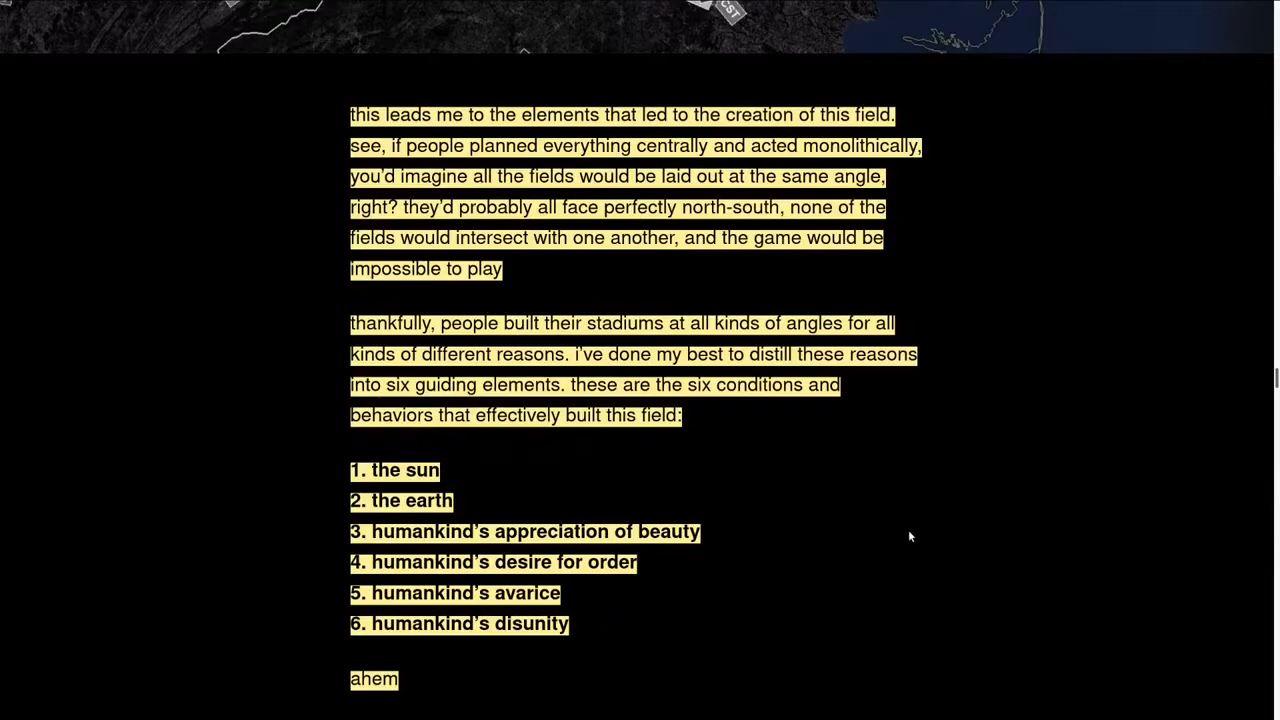 CST
this leads me to the elements that led to the creation of this field.
see, if people planned everything centrally and acted monolithically,
you'd imagine all the fields would be laid out at the same angle,
right? they'd probably all face perfectly north-south, none of the
fields would intersect with one another, and the game would be
impossible to play
thankfully, people built their stadiums at all kinds of angles for all
kinds of different reasons. i've done my best to distill these reasons
into six guiding elements. these are the six conditions and
behaviors that effectively built this field:
1. the sun
2. the earth
3. humankind's appreciation of beauty
4. humankind's desire for order
5. humankind's avarice
6. humankind's disunity
ahem